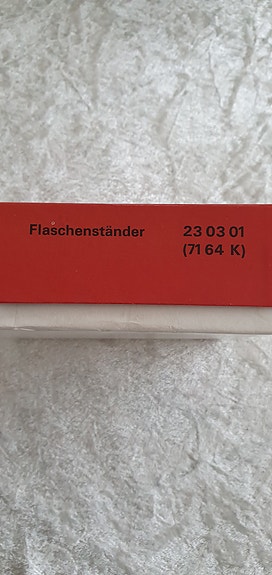 Flaschenständer 23 03 01
(71 64 K)